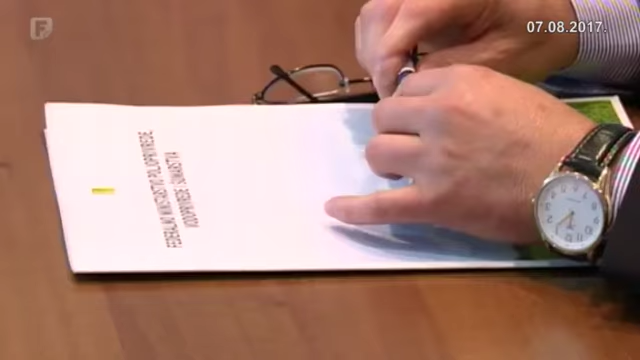 07.08.2017.
FEDERALNO MINISTARSTVO POLJOPRIVREDE
VODOPRIVREDE ŠUMARSTVA